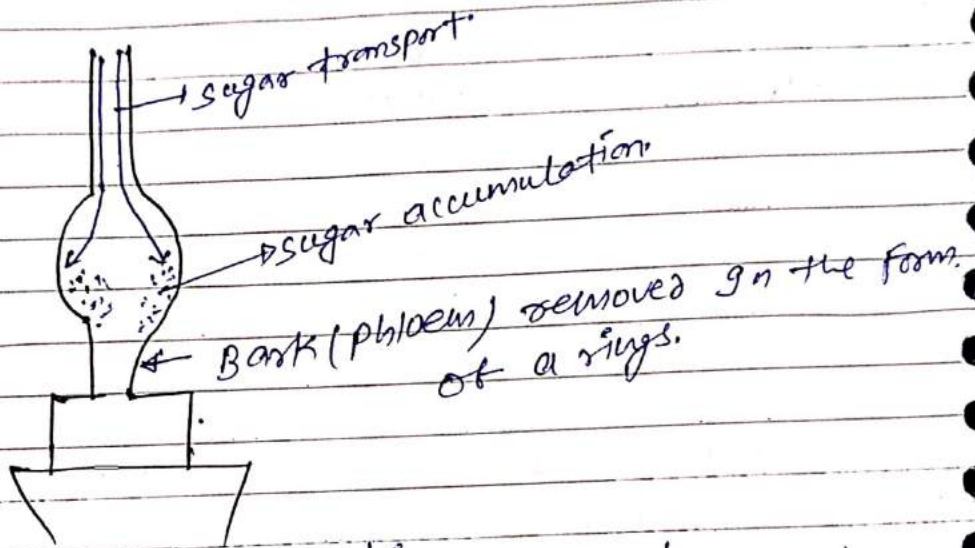 sugar transport.
sugar accumulation.
Bark (Phloem) removed In the Form.
of a rings.